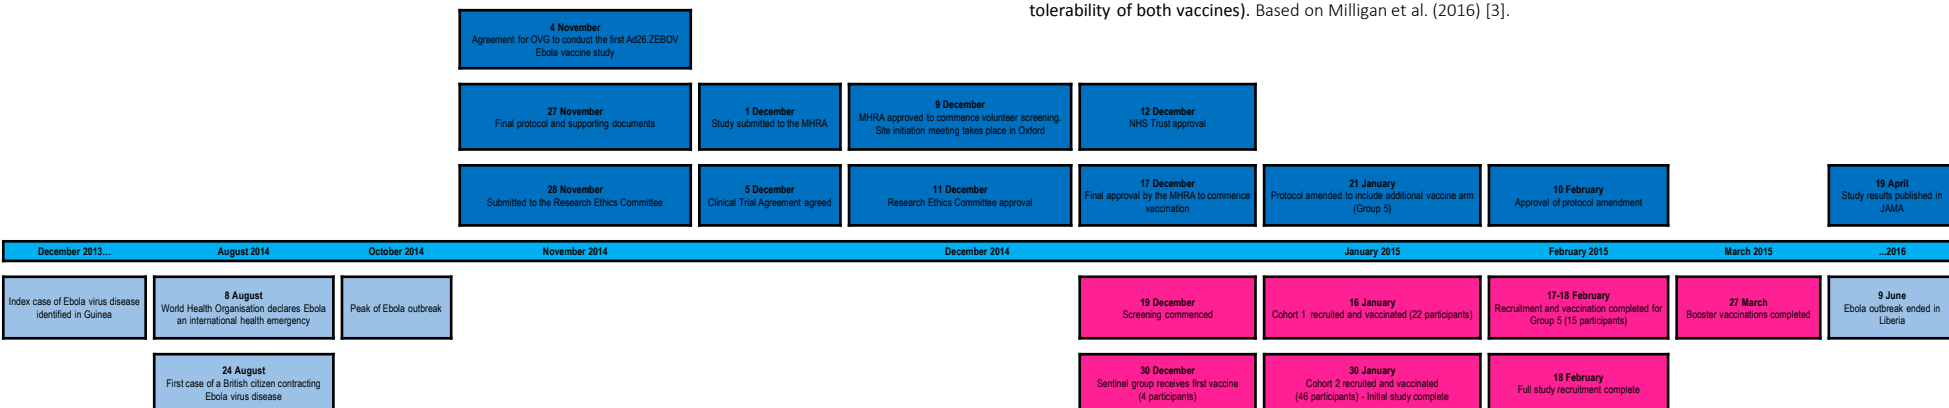 tolerability of both vaccines). Based on Milligan et al. (2016) [3].
4 November
Agreement for OVG to conduct the first Ad26.ZEBOV
Ebola vaccine study
27 November
Final protocol and supporting documents
1 December
Study submitted to the MHRA
9 December
MHRA approved to commence volunteer screening.
Site initiation meeting takes place in Oxford
12 December
NHS Trust approval
28 November
Submitted to the Research Ethics Committee
5 December
Clinical Trial Agreement agreed
11 December
Research Ethics Committee approval
17 December
Final approval by the MHRA to commence
vaccination
21 January
Protocol amended to include additional vaccine arm
(Group 5)
10 February
Approval of protocol amendment
19 April
Study results published in
JAMA
December 2013...
August 2014
October 2014
November 2014
December 2014
January 2015
February 2015
March 2015
...2016
Index case of Ebola virus disease
identified in Guinea
8 August
World Health Organisation declares Ebola
an international health emergency
Peak of Ebola outbreak
19 December
Screening commenced
16 January
Cohort 1 recruited and vaccinated (22 participants)
17-18 February
Recruitment and vaccination completed for
Group 5 (15 participants)
27 March
Booster vaccinations completed
9 June
Ebola outbreak ended in
Liberia
24 August
First case of a British citizen contracting
Ebola virus disease
30 December
Sentinel group receives first vaccine
(4 participants)
30 January
Cohort 2 recruited and vaccinated
(46 participants) - Initial study complete
18 February
Full study recruitment complete